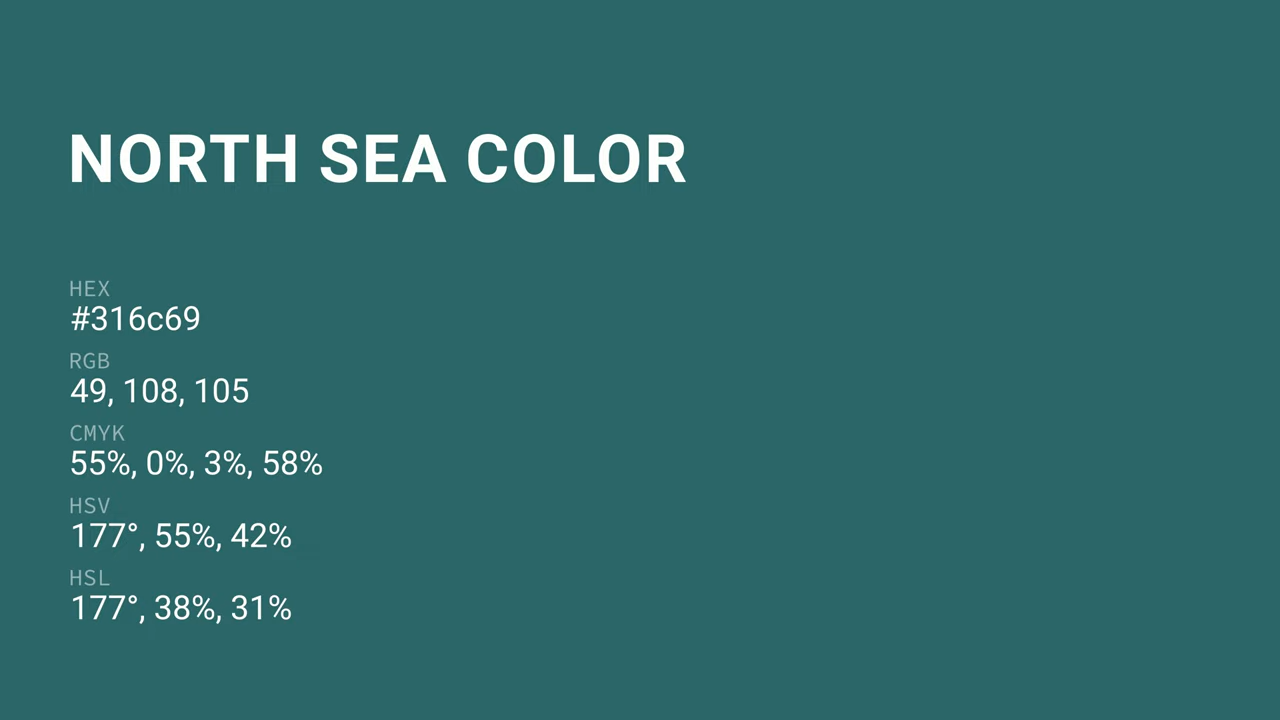 NORTH SEA COLOR
HEX
#316c69
RGB
49, 108, 105
CMYK
55%, 0%, 3%, 58%
HSV
177°, 55%, 42%
HSL
177°, 38%, 31%